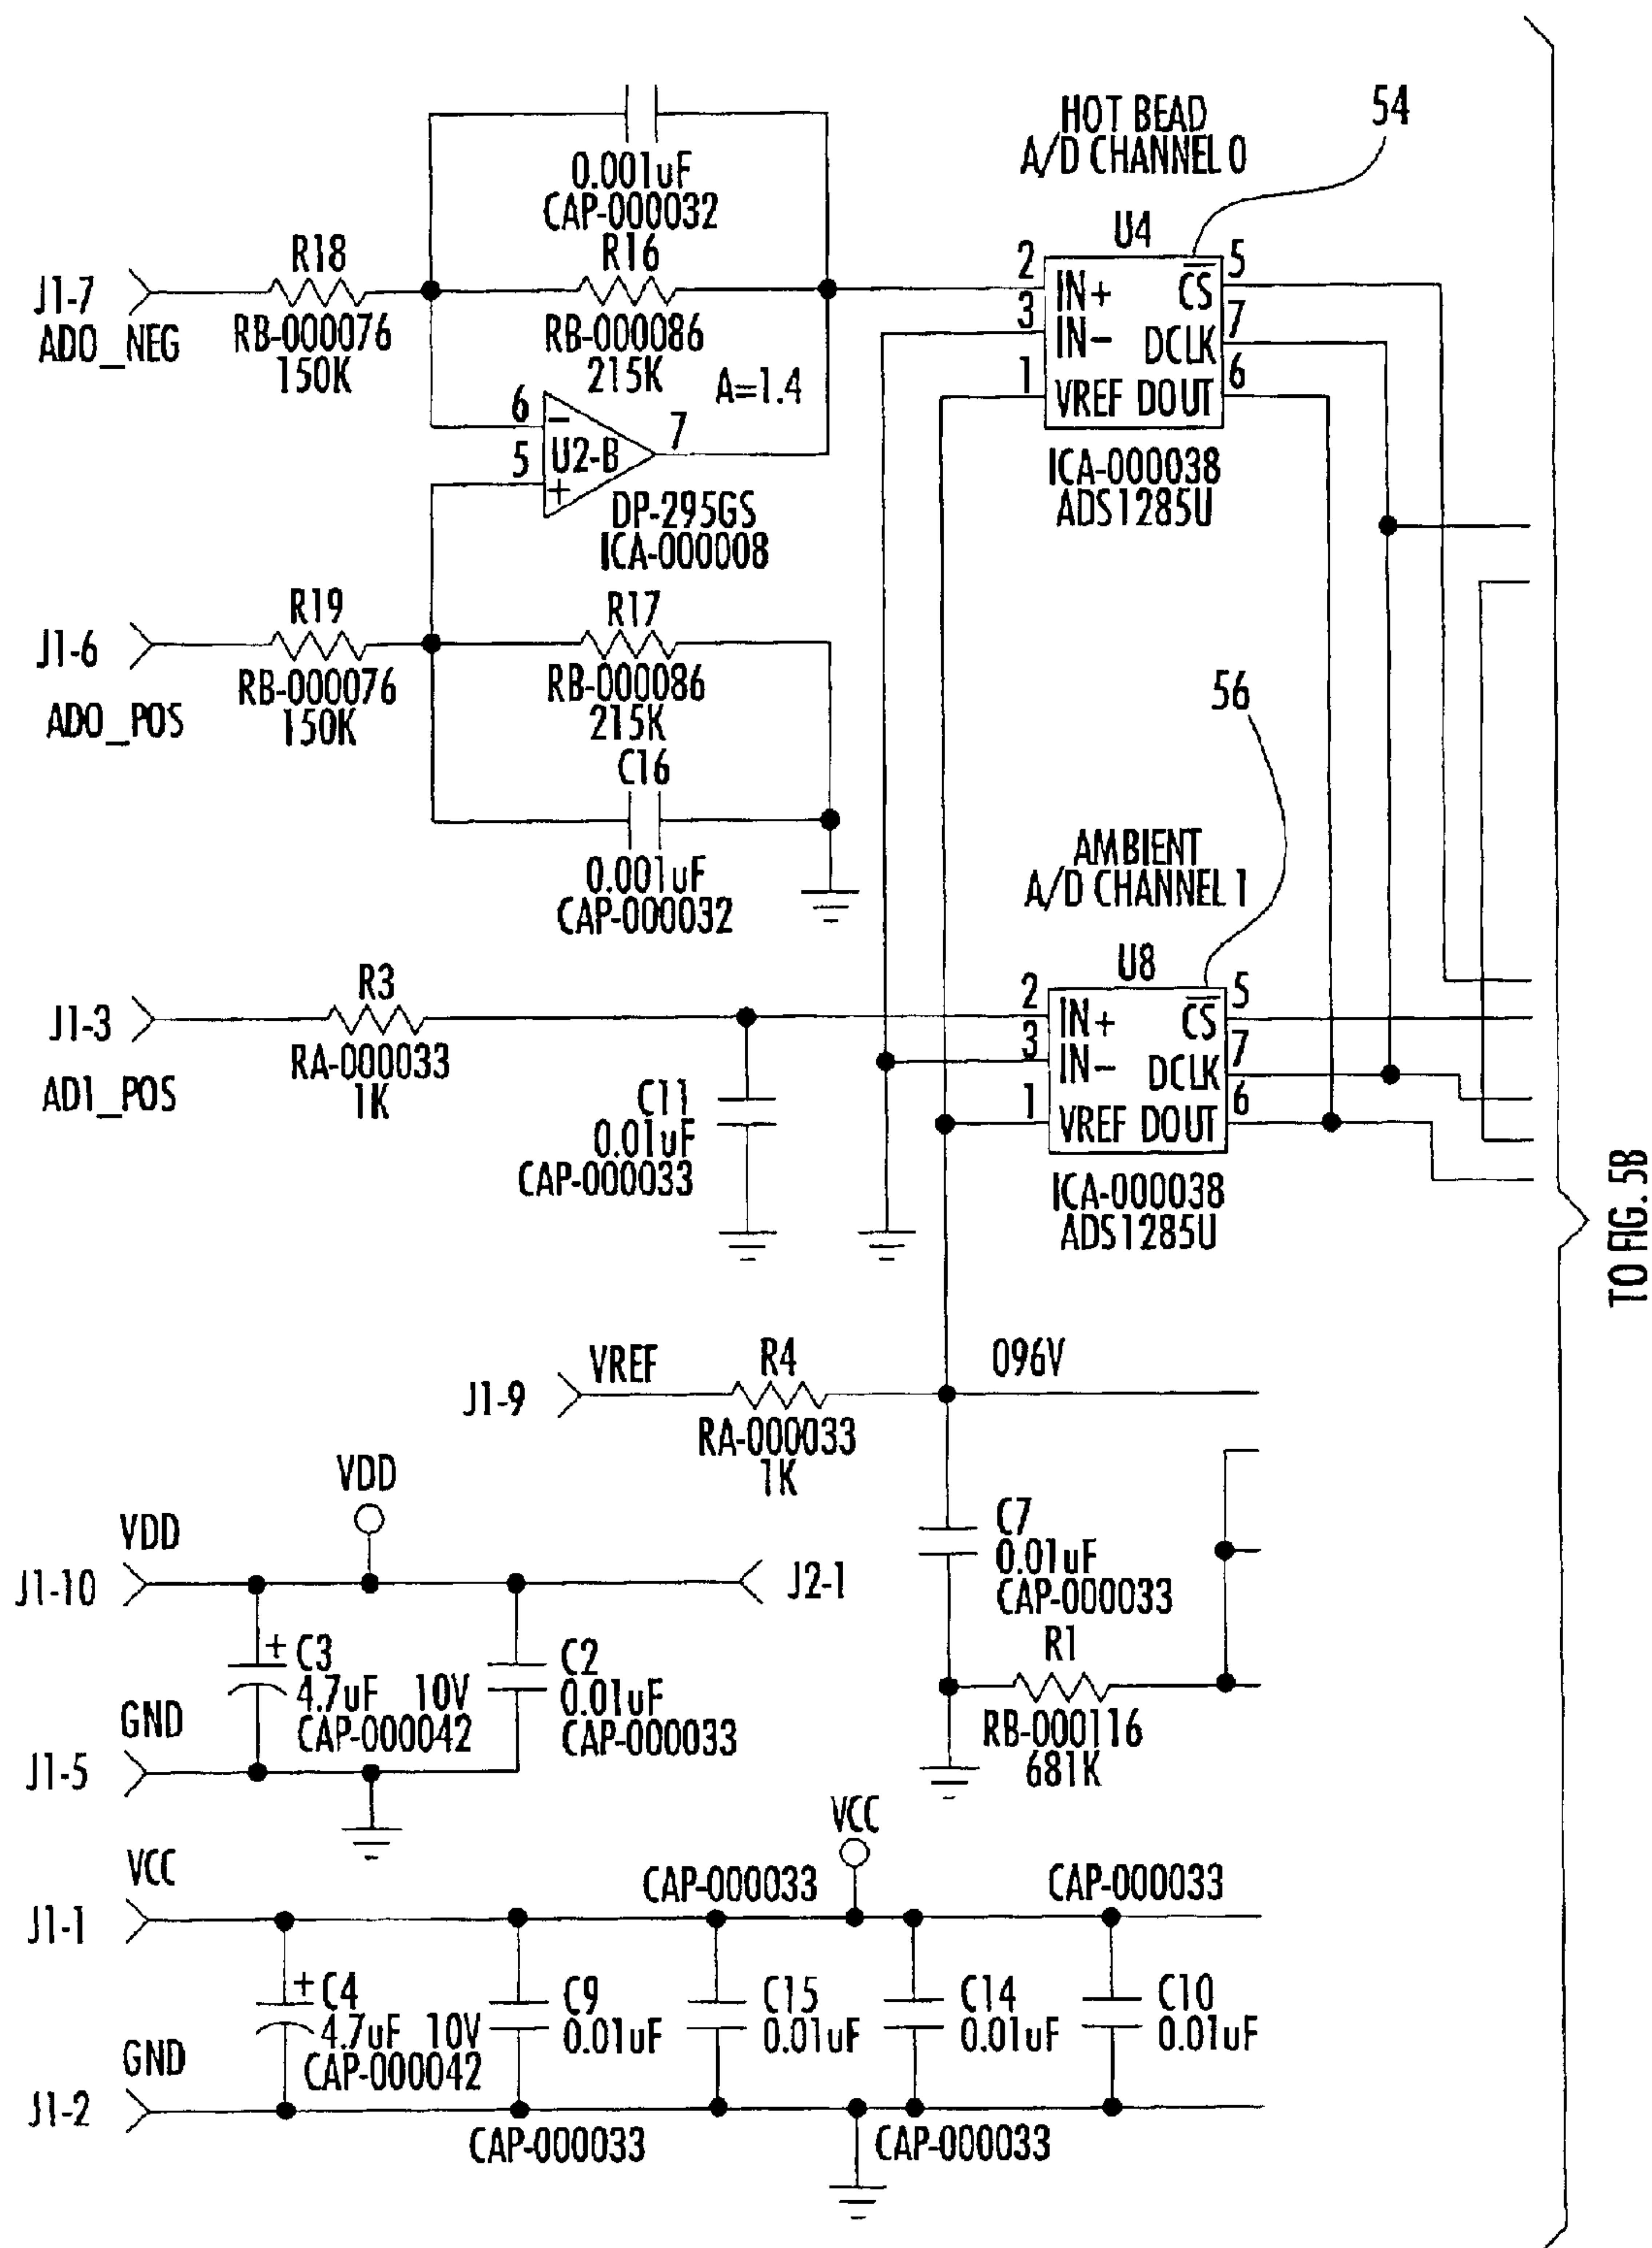 HOT BEAD
A/D CHANNEL 0
54
0.001uF
CAP-000032
U4
J1-7
AD0_NEG
R18
RB-000076
150K
R16
RB-000086
215K
A=1.4
2
3
1
IN+
IN-
VREF
CS
DCLK
DOUT
5
7
6
ICA-000038
ADS1285U
6
5
7
-
+
U2-B
DP-295GS
ICA-000008
J1-6
AD0_POS
R19
RB-000076
150K
R17
RB-000086
215K
C16
0.001uF
CAP-000032
56
AMBIENT
A/D CHANNEL 1
U8
J1-3
AD1_POS
R3
RA-000033
1K
C11
0.01uF
CAP-000033
2
3
1
IN+
IN-
VREF
CS
DCLK
DOUT
5
7
6
ICA-000038
ADS1285U
TO FIG. 5B
J1-9
VREF
R4
RA-000033
1K
096V
VDD
VDD
J1-10
J2-1
C7
0.01uF
CAP-000033
+
C3
4.7uF 10V
CAP-000042
C2
0.01uF
CAP-000033
R1
RB-000116
681K
GND
J1-5
VCC
VCC
J1-1
CAP-000033
CAP-000033
+
C4
4.7uF 10V
CAP-000042
C9
0.01uF
C15
0.01uF
C14
0.01uF
C10
0.01uF
GND
J1-2
CAP-000033
CAP-000033